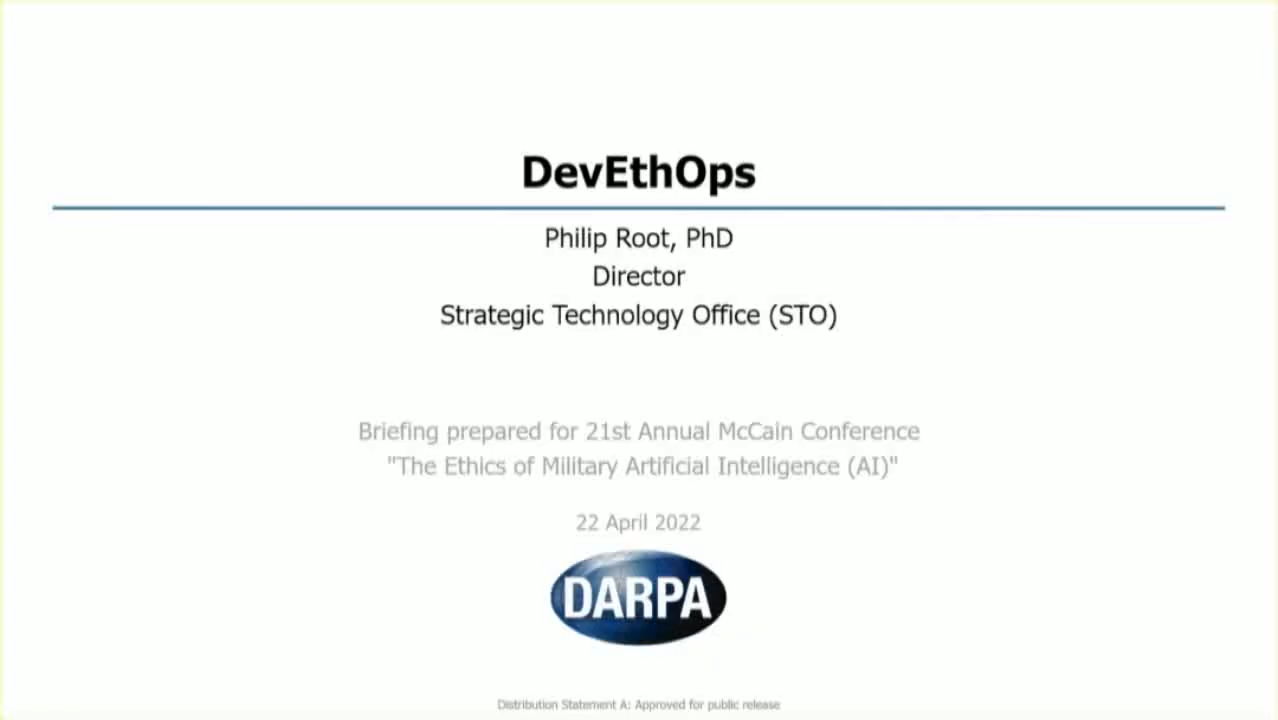 DevEthOps
Philip Root, PhD
Director
Strategic Technology Office (STO)
Briefing prepared for 21st Annual McCain Conference
"The Ethics of Military Artificial Intelligence (AI)"
22 April 2022
DARPA
Distribution Statement A: Approved for public release